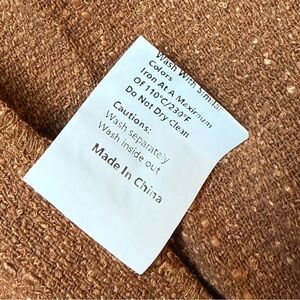 Wash With Similar
Colors
Iron At A Maximum
Of 110°C/230°F
Do Not Dry Clean
Cautions:
Wash separately
Wash inside out
Made In China